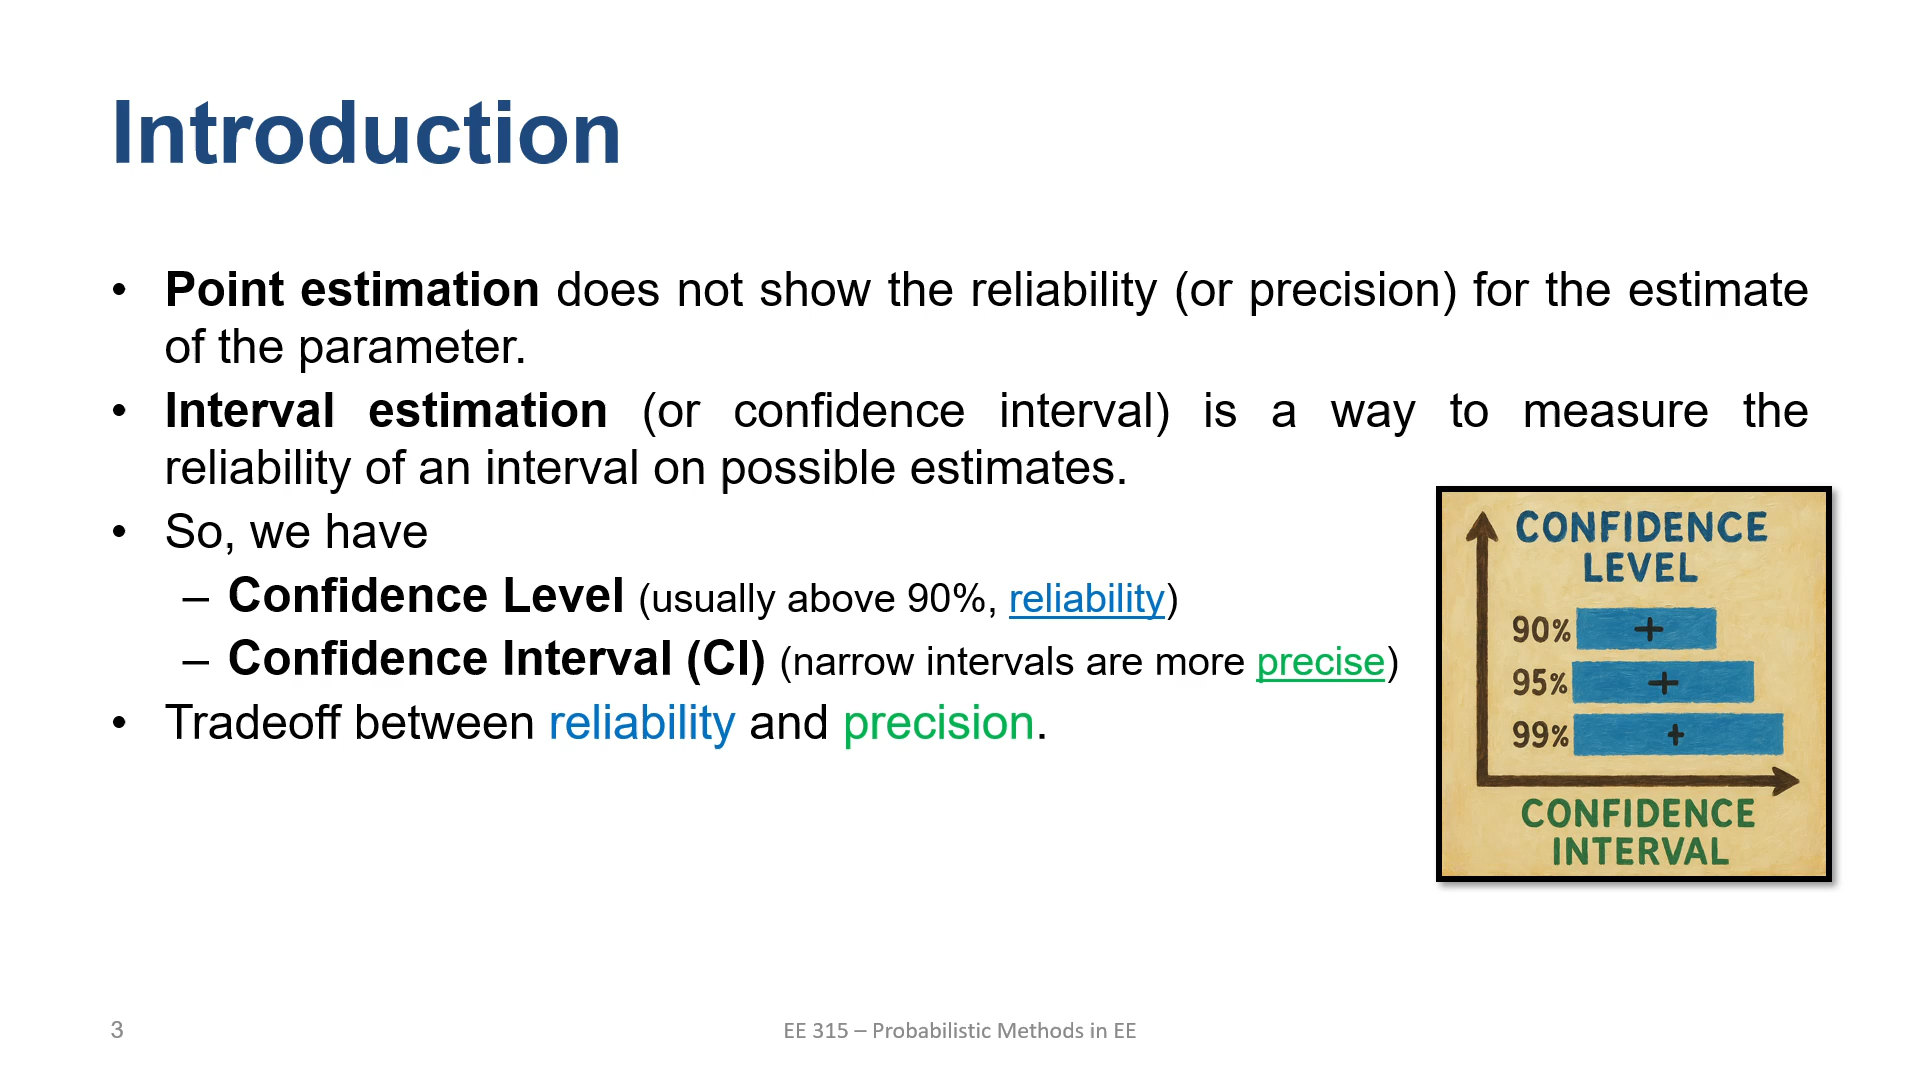 Introduction
• Point estimation does not show the reliability (or precision) for the estimate
of the parameter.
• Interval estimation (or confidence interval) is a way to measure the
reliability of an interval on possible estimates.
• So, we have
– Confidence Level (usually above 90%, reliability)
– Confidence Interval (CI) (narrow intervals are more precise)
• Tradeoff between reliability and precision.
CONFIDENCE
LEVEL
90%
95%
99%
CONFIDENCE
INTERVAL
3
EE 315 – Probabilistic Methods in EE